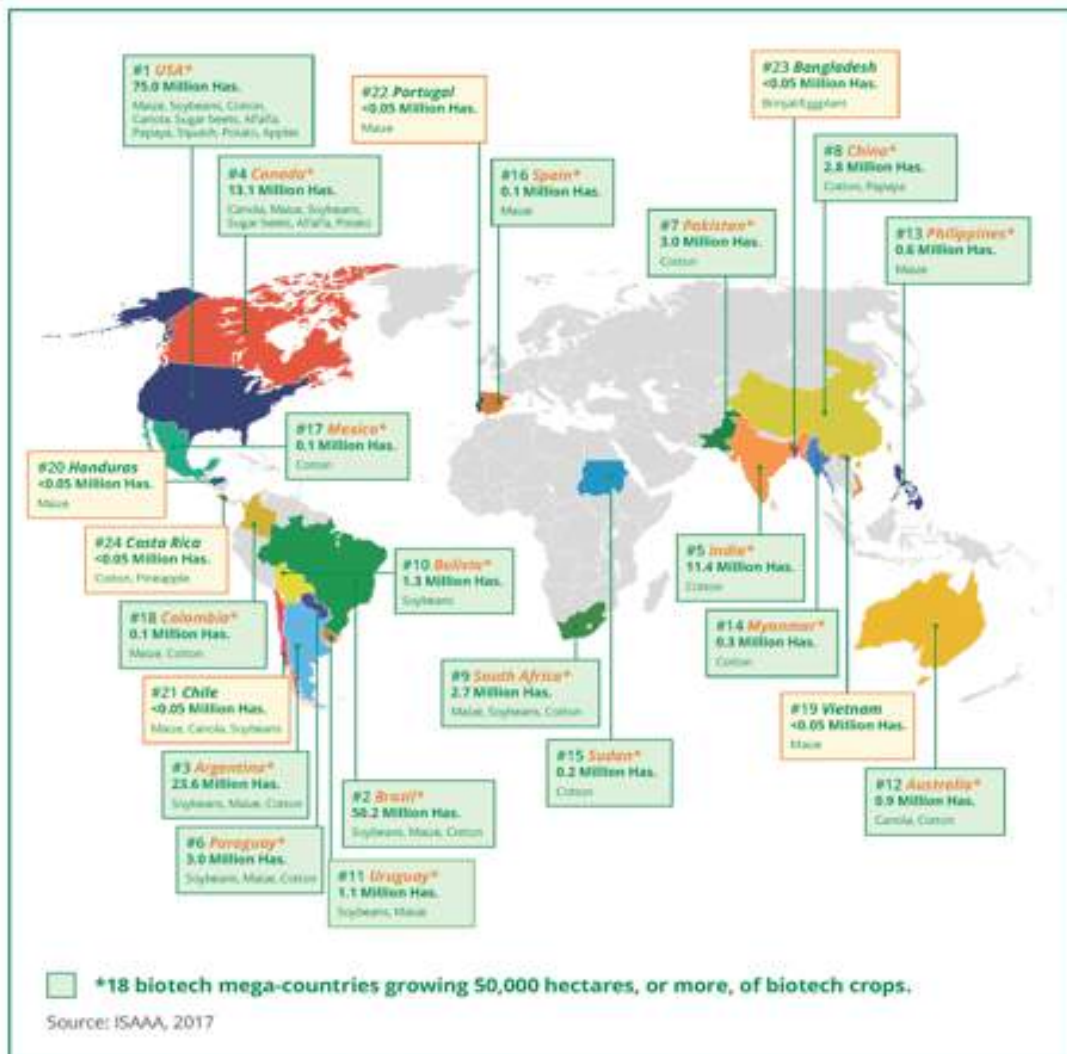 #1 USA*
75.0 Million Has.
Maize, Soybeans, Cotton,
Canola, Sugar beets, Alfalfa,
Papaya, Squash, Potato, Apples
#22 Portugal
<0.05 Million Has.
Maize
#23 Bangladesh
<0.05 Million Has.
Brinjal/Eggplant
#4 Canada*
13.1 Million Has.
Canola, Maize, Soybeans,
Sugar beets, Alfalfa, Potato
#16 Spain*
0.1 Million Has.
Maize
#8 China*
2.8 Million Has.
Cotton, Papaya
#7 Pakistan*
3.0 Million Has.
Cotton
#13 Philippines*
0.6 Million Has.
Maize
#17 Mexico*
0.1 Million Has.
Cotton
#20 Honduras
<0.05 Million Has.
Maize
#24 Costa Rica
<0.05 Million Has.
Cotton, Pineapple
#10 Bolivia*
1.3 Million Has.
Soybeans
#5 India*
11.4 Million Has.
Cotton
#18 Colombia*
0.1 Million Has.
Maize, Cotton
#14 Myanmar*
0.3 Million Has.
Cotton
#9 South Africa*
2.7 Million Has.
Maize, Soybeans, Cotton
#21 Chile
<0.05 Million Has.
Maize, Canola, Soybeans
#19 Vietnam
<0.05 Million Has.
Maize
#15 Sudan*
0.2 Million Has.
Cotton
#3 Argentina*
23.6 Million Has.
Soybeans, Maize, Cotton
#2 Brazil*
50.2 Million Has.
Soybeans, Maize, Cotton
#12 Australia*
0.9 Million Has.
Canola, Cotton
#6 Paraguay*
3.0 Million Has.
Soybeans, Maize, Cotton
#11 Uruguay*
1.1 Million Has.
Soybeans, Maize
*18 biotech mega-countries growing 50,000 hectares, or more, of biotech crops.
Source: ISAAA, 2017